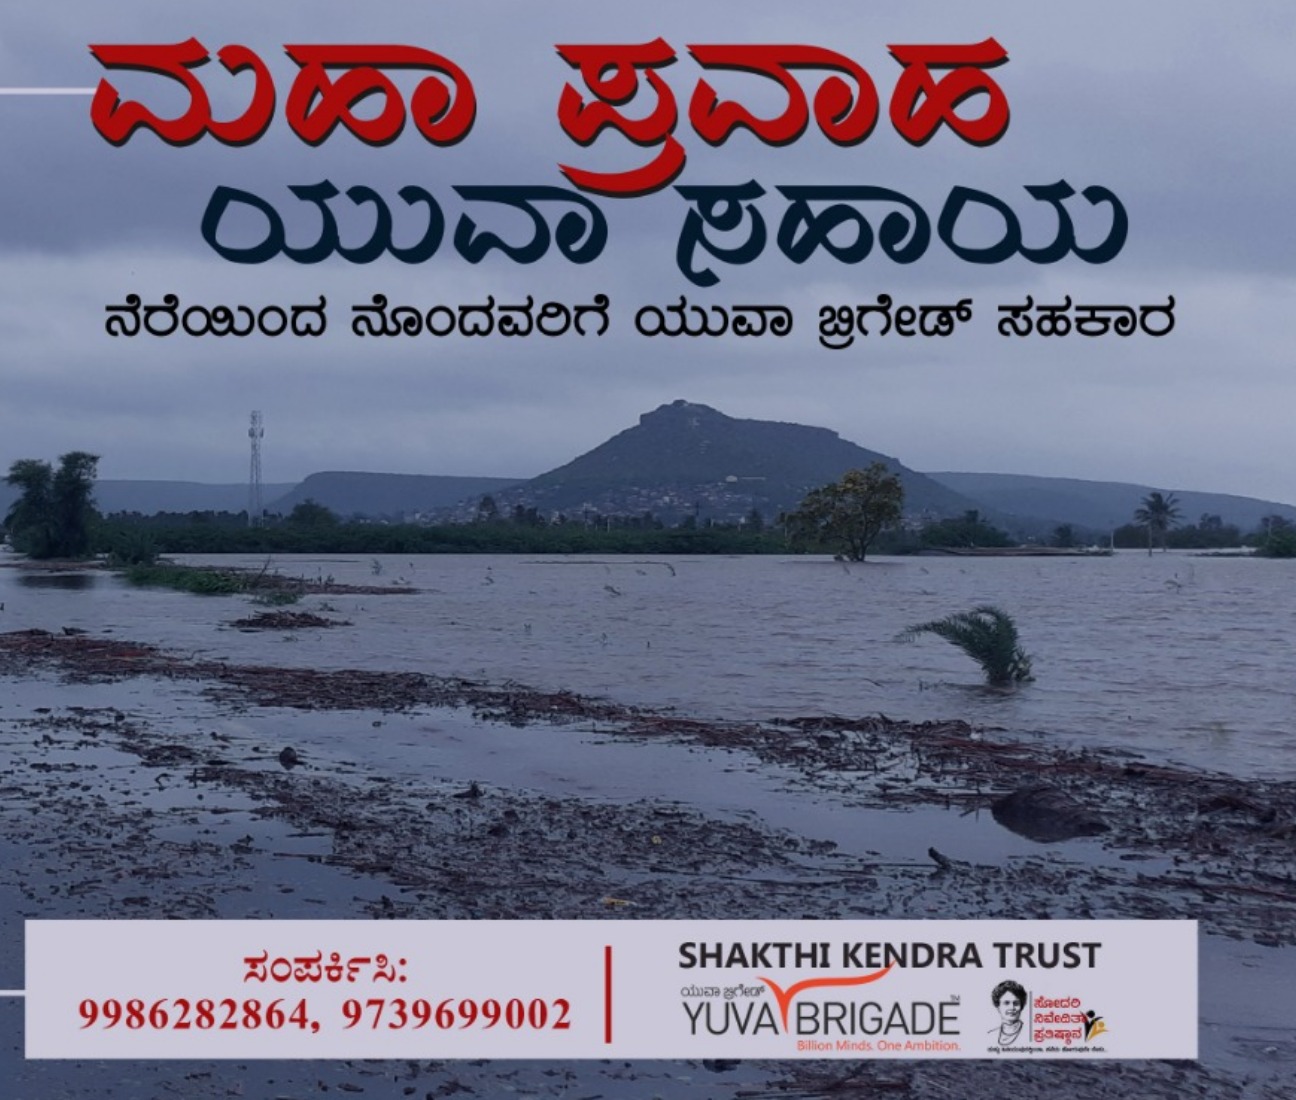 ಮಹಾ ಪ್ರವಾಹ
ಯುವಾ ಸಹಾಯ
ನೆರೆಯಿಂದ ನೊಂದವರಿಗೆ ಯುವಾ ಬ್ರಿಗೇಡ್ ಸಹಕಾರ
ಸಂಪರ್ಕಿಸಿ:
9986282864, 9739699002
SHAKTHI KENDRA TRUST
ಯುವಾ ಬ್ರಿಗೇಡ್
YUVA BRIGADE
Billion Minds. One Ambition.
ಸೋದರಿ
ನಿವೇದಿತಾ
ಪ್ರತಿಷ್ಠಾನ